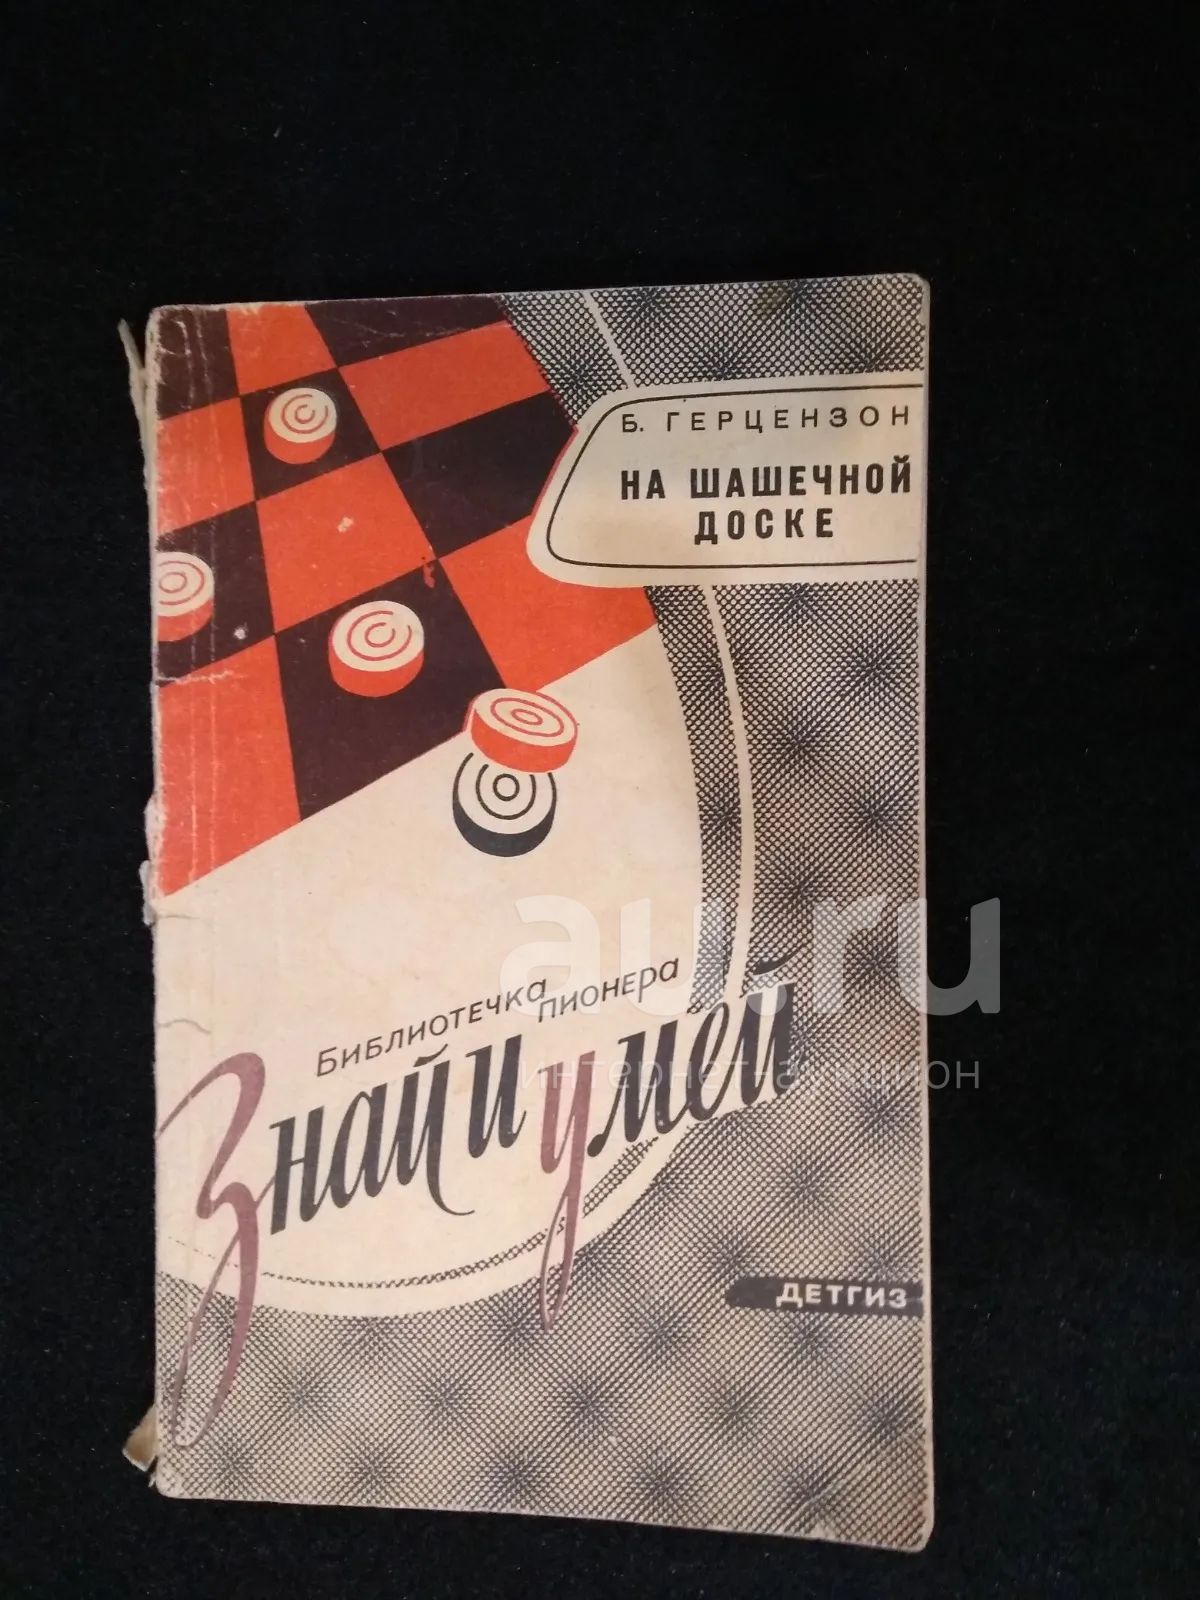 Б. ГЕРЦЕНЗОН
НА ШАШЕЧНОЙ
ДОСКЕ
au.ru
интернет-аукцион
Библиотечка пионера
Знай и умей
ДЕТГИЗ